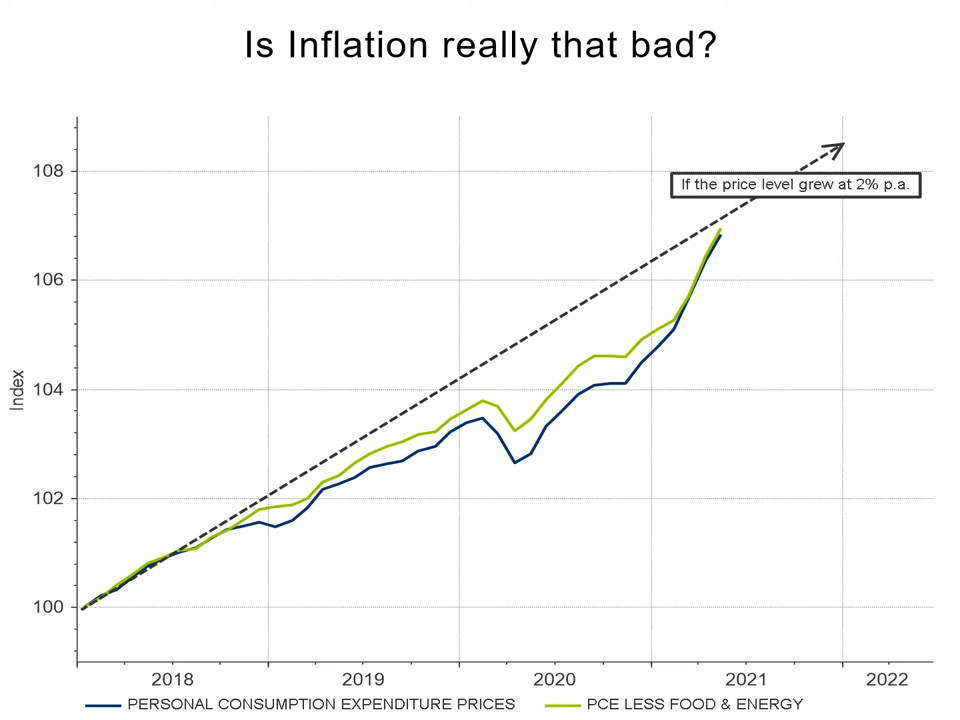 Is Inflation really that bad?
108
If the price level grew at 2% p.a.
106
Index
104
102
100
2018 2019 2020 2021 2022
PERSONAL CONSUMPTION EXPENDITURE PRICES PCE LESS FOOD & ENERGY